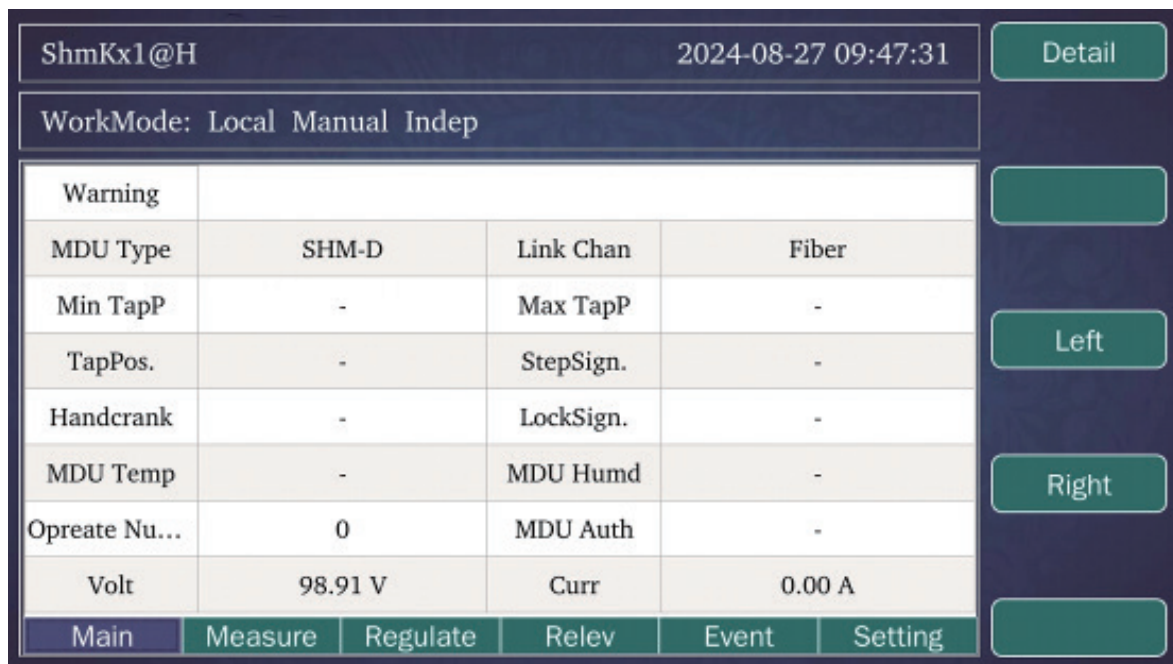 ShmKx1@H 2024-08-27 09:47:31 Detail
WorkMode: Local Manual Indep
Warning
MDU Type SHM-D Link Chan Fiber
Min TapP - Max TapP -
Left
TapPos. - StepSign. -
Handcrank - LockSign. -
MDU Temp - MDU Humd -
Right
Opreate Nu... 0 MDU Auth -
Volt 98.91 V Curr 0.00 A
Main Measure Regulate Relev Event Setting